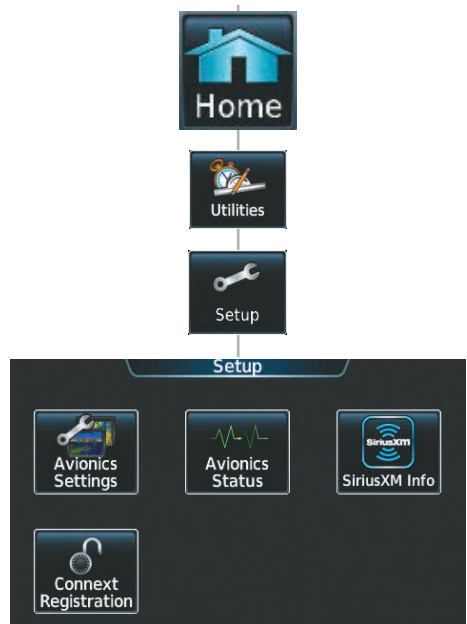 Home
Utilities
Setup
Setup
Avionics
Settings
Avionics
Status
SiriusXM
SiriusXM Info
Connext
Registration